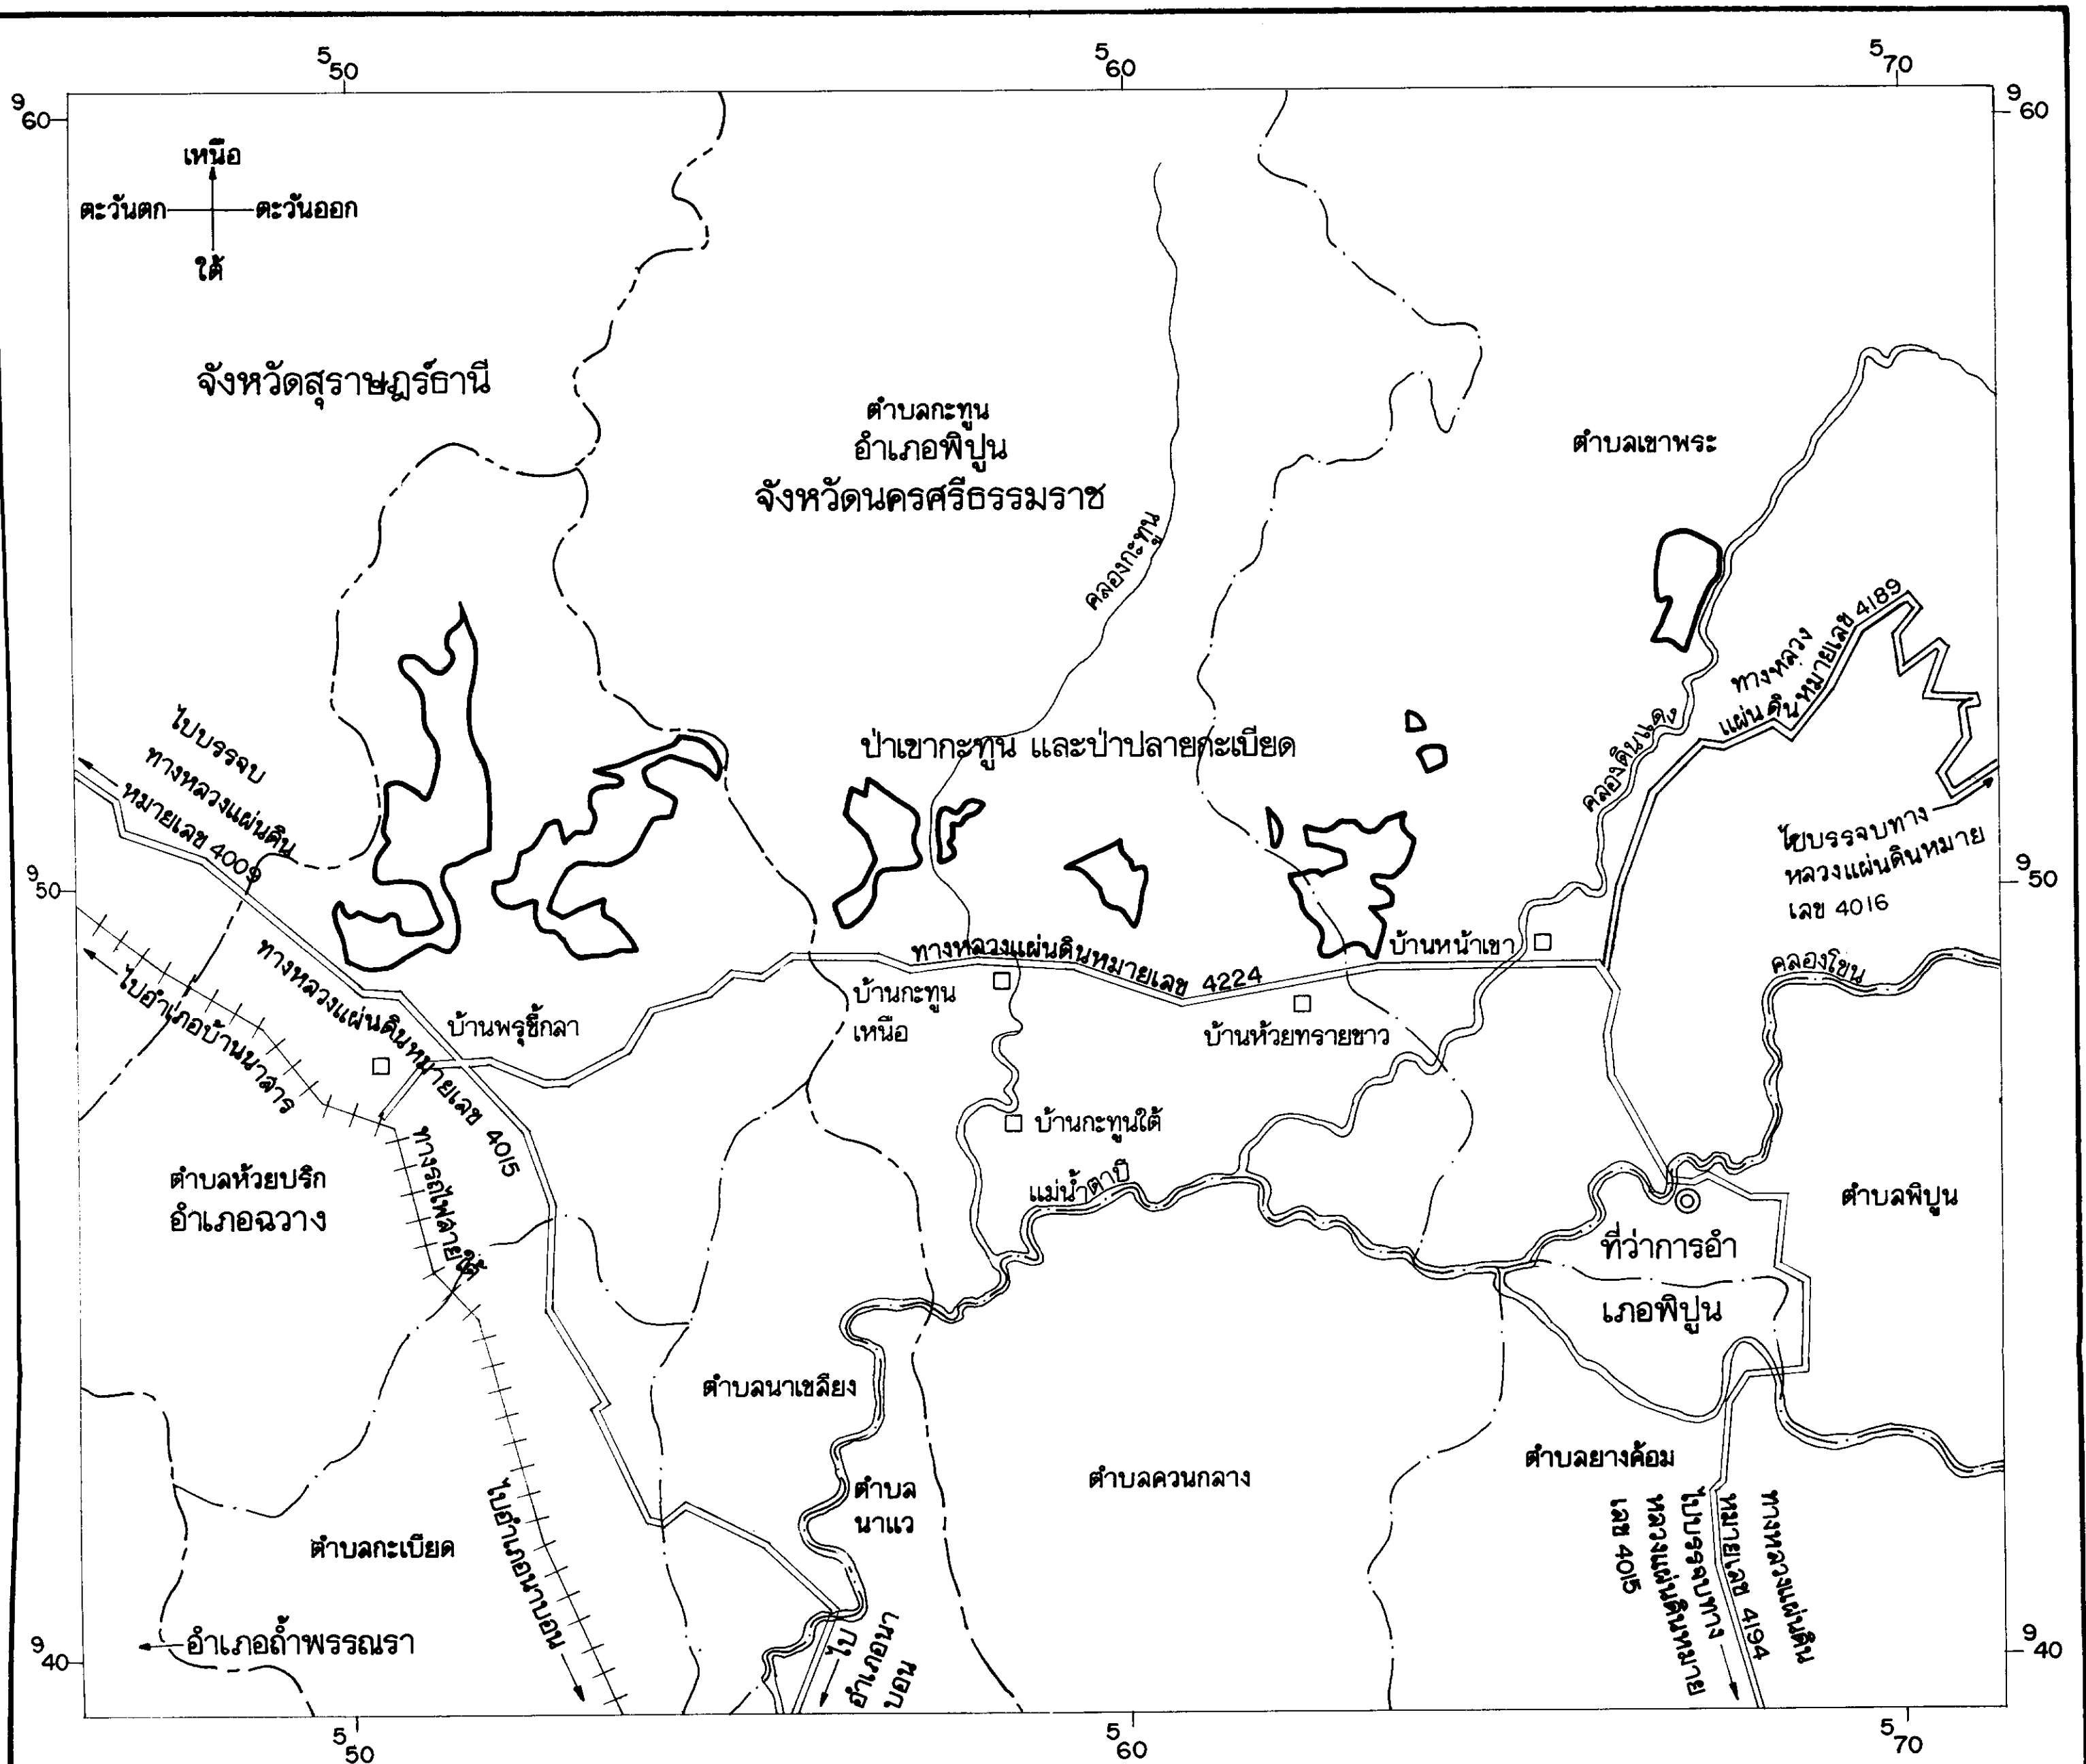 5 50
5 60
5 70
9 60
9 60
เหนือ
ตะวันตก
ตะวันออก
ใต้
จังหวัดสุราษฎร์ธานี
ตำบลกะทูน
อำเภอพิปูน
จังหวัดนครศรีธรรมราช
ตำบลเขาพระ
คลองกะทูน
ทางหลวง
แผ่นดินหมายเลข 4189
คลองดินแดง
ป่าเขากะทูน และป่าปลายกะเบียด
ไปบรรจบ
ทางหลวงแผ่นดิน
หมายเลข 4009
ไปบรรจบทาง
หลวงแผ่นดินหมาย
เลข 4016
9 50
9 50
ทางหลวงแผ่นดินหมายเลข 4015
ทางหลวงแผ่นดินหมายเลข 4224
บ้านหน้าเขา
คลองโขน
ไปอำเภอบ้านนาสาร
บ้านพรุชิ้กลา
บ้านกะทูน
เหนือ
บ้านห้วยทรายขาว
บ้านกะทูนใต้
ตำบลห้วยปริก
อำเภอฉวาง
ทางรถไฟสายใต้
แม่น้ำตาปี
ตำบลพิปูน
ที่ว่าการอำ
เภอพิปูน
ตำบลนาเขลียง
ตำบลยางค้อม
ตำบล
นาแว
ตำบลควนกลาง
ตำบลกะเบียด
ไปอำเภอนาบอน
ทางหลวงแผ่นดิน
หมายเลข 4194
ไปบรรจบทาง
หลวงแผ่นดินหมาย
เลข 4015
9 40
อำเภอถ้ำพรรณรา
ไป
อำเภอนา
บอน
9 40
5 50
5 60
5 70